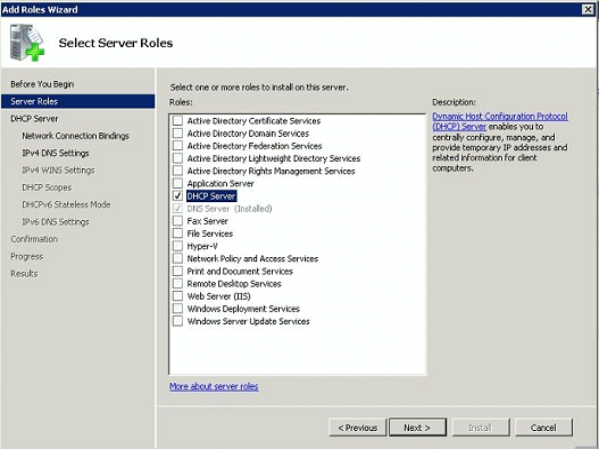 Add Roles Wizard
Select Server Roles
Before You Begin
Server Roles
DHCP Server
Network Connection Bindings
IPv4 DNS Settings
IPv4 WINS Settings
DHCP Scopes
DHCPv6 Stateless Mode
IPv6 DNS Settings
Confirmation
Progress
Results
Select one or more roles to install on this server.
Roles:
Active Directory Certificate Services
Active Directory Domain Services
Active Directory Federation Services
Active Directory Lightweight Directory Services
Active Directory Rights Management Services
Application Server
DHCP Server
DNS Server (Installed)
Fax Server
File Services
Hyper-V
Network Policy and Access Services
Print and Document Services
Remote Desktop Services
Web Server (IIS)
Windows Deployment Services
Windows Server Update Services
More about server roles
Description:
Dynamic Host Configuration Protocol
(DHCP) Server enables you to
centrally configure, manage, and
provide temporary IP addresses and
related information for client
computers.
< Previous
Next >
Install
Cancel